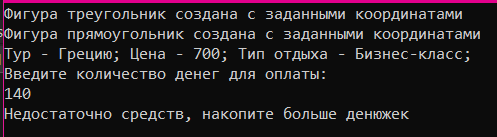 Фигура треугольник создана с заданными координатами
Фигура прямоугольник создана с заданными координатами
Тур - Грецию; Цена - 700; Тип отдыха - Бизнес-класс;
Введите количество денег для оплаты:
140
Недостаточно средств, накопите больше денюжек